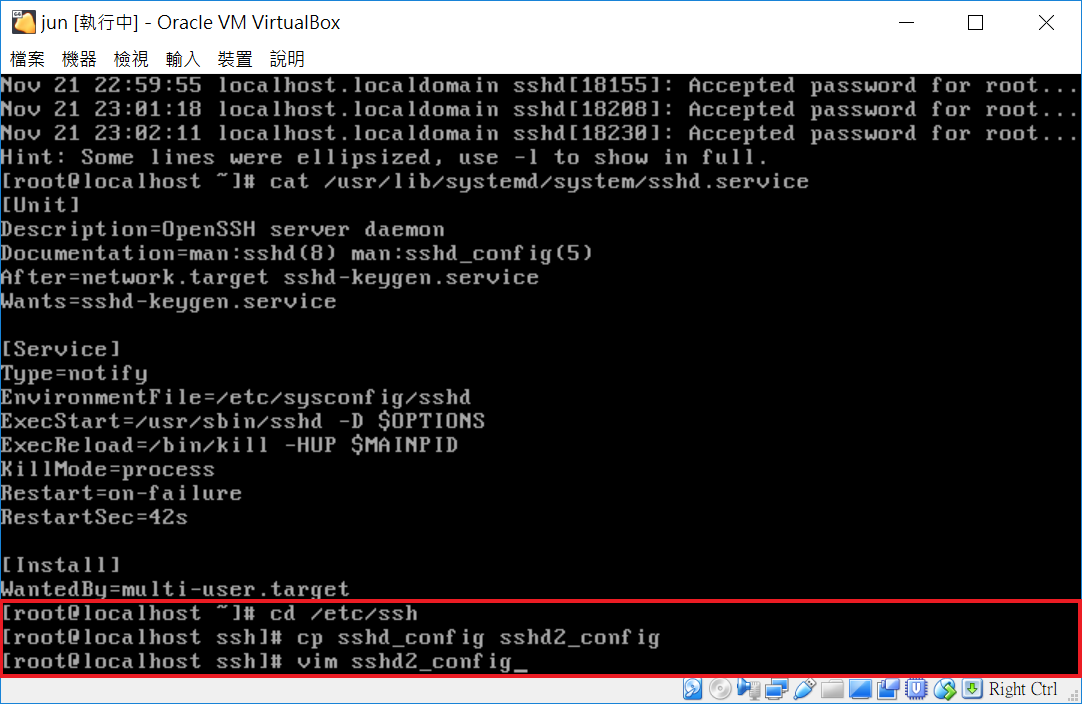 jun [執行中] - Oracle VM VirtualBox
檔案 機器 檢視 輸入 裝置 說明
Nov 21 22:59:55 localhost.localdomain sshd[18155]: Accepted password for root...
Nov 21 23:01:18 localhost.localdomain sshd[18208]: Accepted password for root...
Nov 21 23:02:11 localhost.localdomain sshd[18230]: Accepted password for root...
Hint: Some lines were ellipsized, use -l to show in full.
[root@localhost ~]# cat /usr/lib/systemd/system/sshd.service
[Unit]
Description=OpenSSH server daemon
Documentation=man:sshd(8) man:sshd_config(5)
After=network.target sshd-keygen.service
Wants=sshd-keygen.service
[Service]
Type=notify
EnvironmentFile=/etc/sysconfig/sshd
ExecStart=/usr/sbin/sshd -D $OPTIONS
ExecReload=/bin/kill -HUP $MAINPID
KillMode=process
Restart=on-failure
RestartSec=42s
[Install]
WantedBy=multi-user.target
[root@localhost ~]# cd /etc/ssh
[root@localhost ssh]# cp sshd_config sshd2_config
[root@localhost ssh]# vim sshd2_config_
Right Ctrl